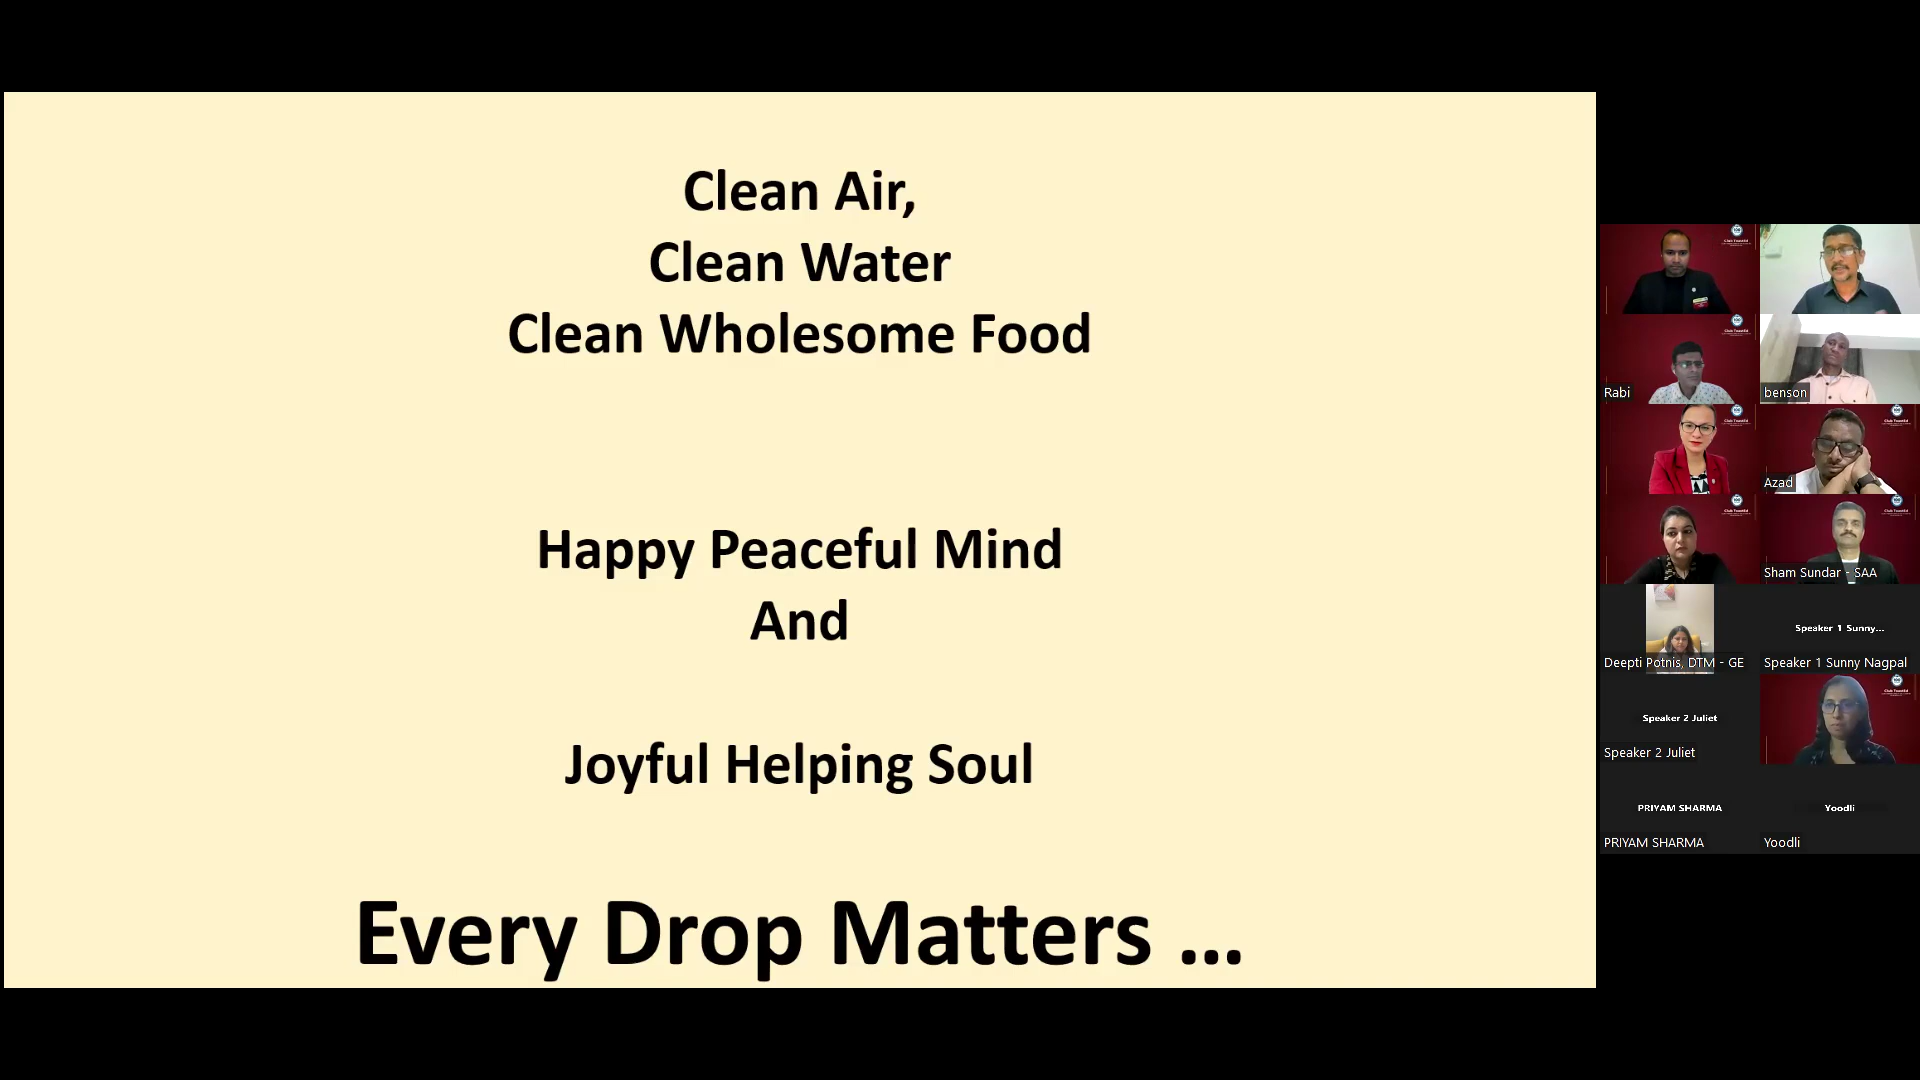 Clean Air,
Clean Water
Clean Wholesome Food
Happy Peaceful Mind
And
Joyful Helping Soul
Every Drop Matters ...
Rabi
benson
Azad
Sham Sundar - SAA
Deepti Potnis, DTM - GE
Speaker 1 Sunny...
Speaker 1 Sunny Nagpal
Speaker 2 Juliet
Speaker 2 Juliet
PRIYAM SHARMA
PRIYAM SHARMA
Yoodli
Yoodli